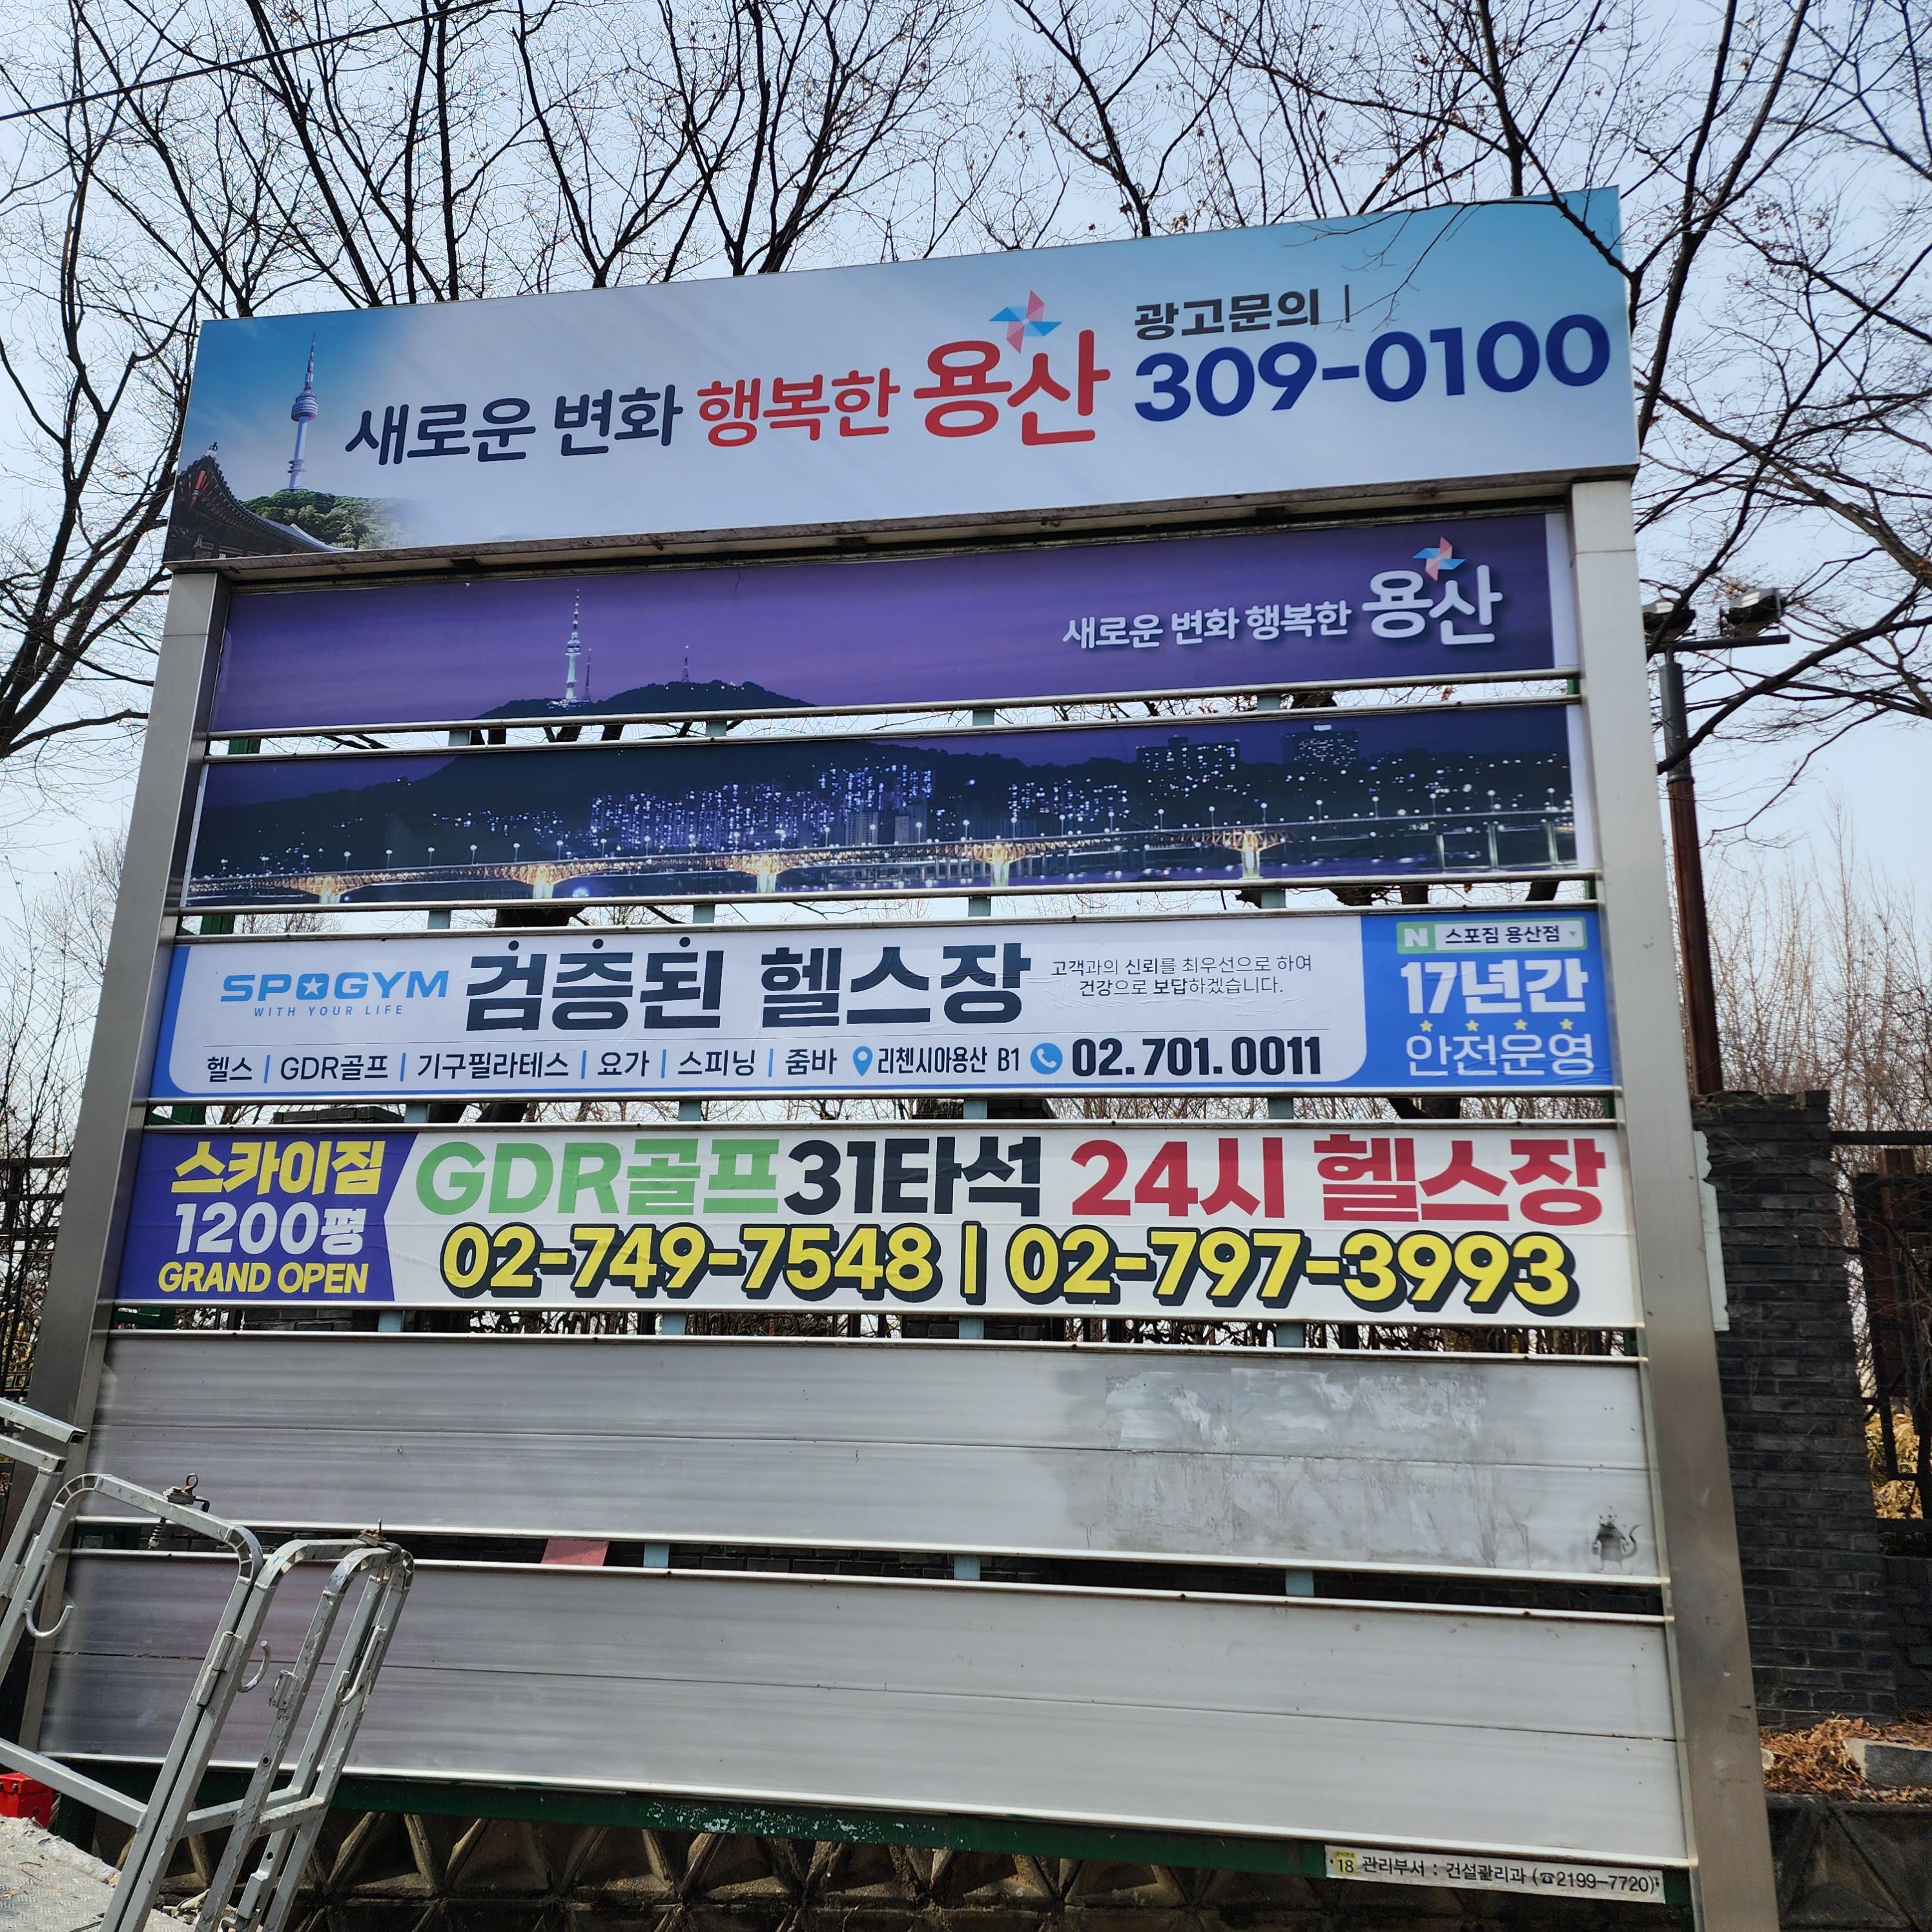 새로운 변화 행복한 용산
광고문의 |
309-0100
새로운 변화 행복한 용산
SPOGYM
WITH YOUR LIFE
검증된 헬스장
고객과의 신뢰를 최우선으로 하여
건강으로 보답하겠습니다.
헬스 | GDR골프 | 기구필라테스 | 요가 | 스피닝 | 줌바 리첸시아용산 B1 02.701.0011
N 스포짐 용산점
17년간
안전운영
스카이짐
1200평
GRAND OPEN
GDR골프31타석 24시 헬스장
02-749-7548 | 02-797-3993
18 관리부서 : 건설관리과 (☎2199-7720)